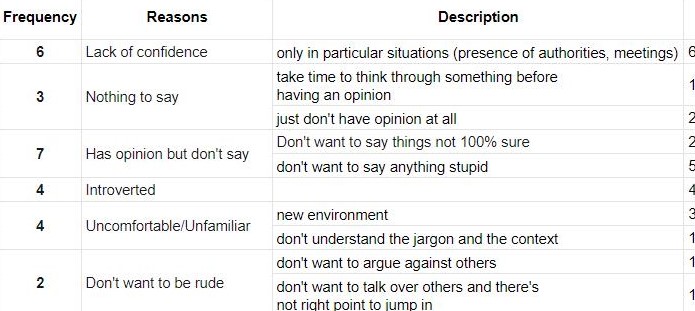 Frequency Reasons Description
6 Lack of confidence only in particular situations (presence of authorities, meetings) 6
take time to think through something before
having an opinion 1
3 Nothing to say
just don't have opinion at all 2
Don't want to say things not 100% sure 2
7 Has opinion but don't say
don't want to say anything stupid 5
4 Introverted 4
new environment 3
4 Uncomfortable/Unfamiliar
don't understand the jargon and the context 1
don't want to argue against others 1
2 Don't want to be rude
don't want to talk over others and there's
not right point to jump in 1